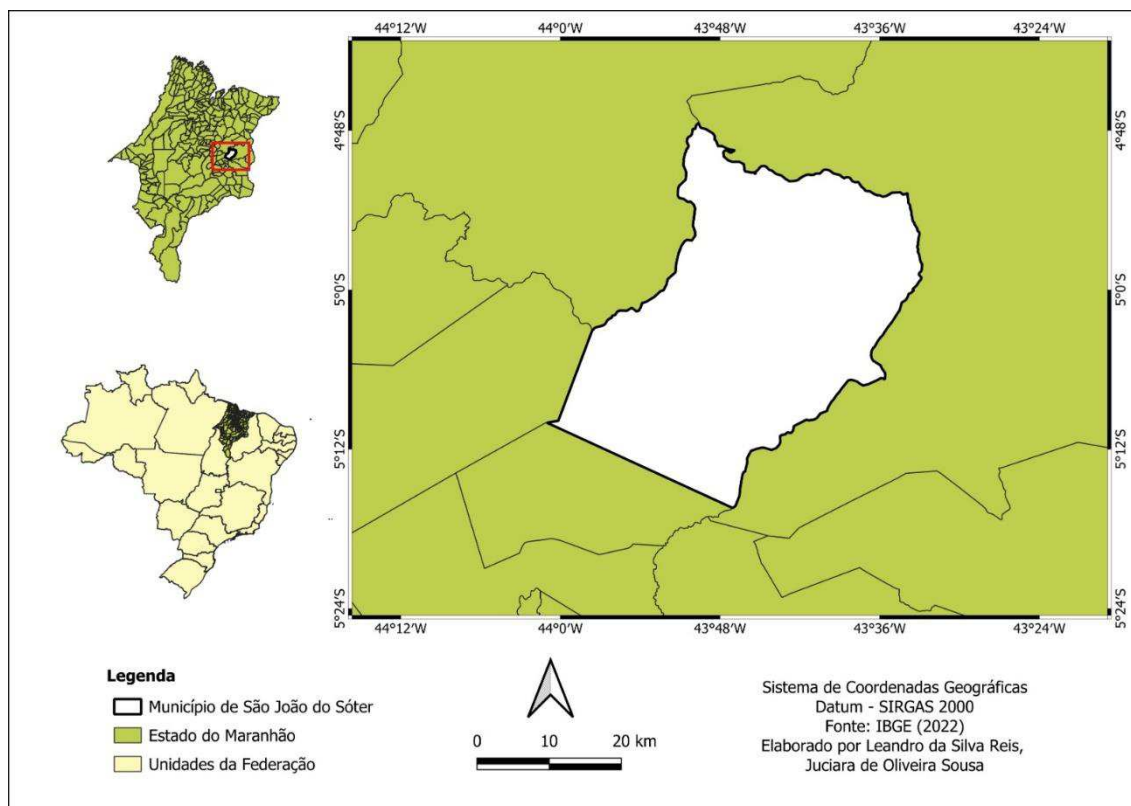 44°12'W 44°0'W 43°48'W 43°36'W 43°24'W
4°48'S 4°48'S
5°0'S 5°0'S
5°12'S 5°12'S
5°24'S 5°24'S
44°12'W 44°0'W 43°48'W 43°36'W 43°24'W
Legenda
Município de São João do Sóter
Estado do Maranhão
Unidades da Federação
0 10 20 km
Sistema de Coordenadas Geográficas
Datum - SIRGAS 2000
Fonte: IBGE (2022)
Elaborado por Leandro da Silva Reis,
Juciara de Oliveira Sousa